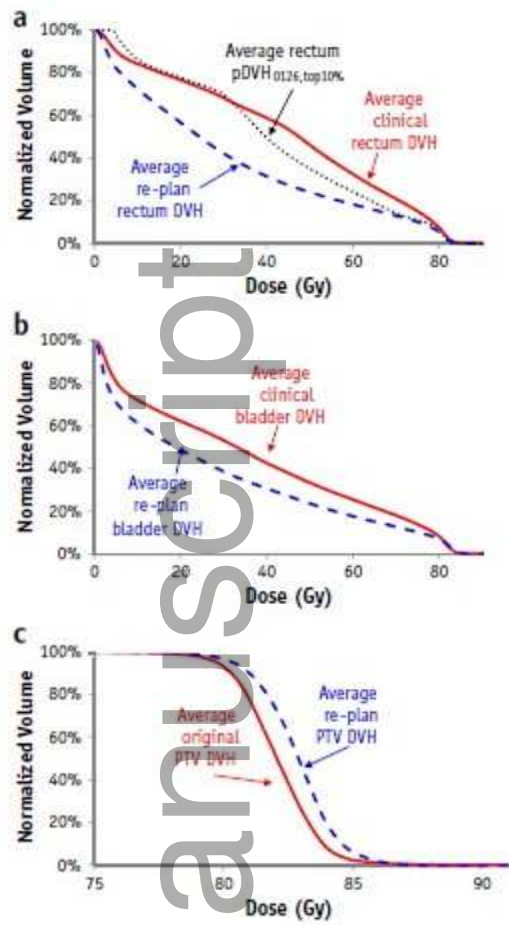 a
Normalized Volume
100%
80%
60%
40%
20%
0%
Average rectum
pDVH0126,top10%
Average
clinical
rectum DVH
Average
re-plan
rectum DVH
0 20 40 60 80
Dose (Gy)
b
Normalized Volume
100%
80%
60%
40%
20%
0%
Average
clinical
bladder DVH
Average
re-plan
bladder DVH
0 20 40 60 80
Dose (Gy)
c
Normalized Volume
100%
80%
60%
40%
20%
0%
Average
original
PTV DVH
Average
re-plan
PTV DVH
75 80 85 90
Dose (Gy)
anuscript